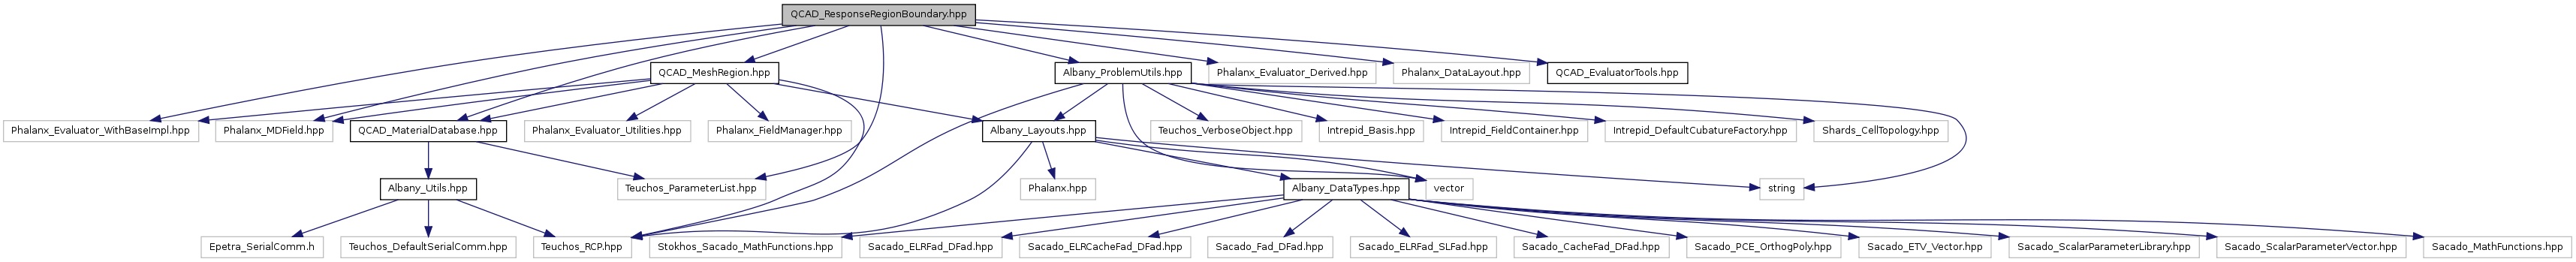 QCAD_ResponseRegionBoundary.hpp
QCAD_MeshRegion.hpp
Albany_ProblemUtils.hpp
Phalanx_Evaluator_Derived.hpp
Phalanx_DataLayout.hpp
QCAD_EvaluatorTools.hpp
Phalanx_Evaluator_WithBaseImpl.hpp
Phalanx_MDField.hpp
QCAD_MaterialDatabase.hpp
Phalanx_Evaluator_Utilities.hpp
Phalanx_FieldManager.hpp
Albany_Layouts.hpp
Teuchos_VerboseObject.hpp
Intrepid_Basis.hpp
Intrepid_FieldContainer.hpp
Intrepid_DefaultCubatureFactory.hpp
Shards_CellTopology.hpp
Albany_Utils.hpp
Teuchos_ParameterList.hpp
Phalanx.hpp
Albany_DataTypes.hpp
vector
string
Epetra_SerialComm.h
Teuchos_DefaultSerialComm.hpp
Teuchos_RCP.hpp
Stokhos_Sacado_MathFunctions.hpp
Sacado_ELRFad_DFad.hpp
Sacado_ELRCacheFad_DFad.hpp
Sacado_Fad_DFad.hpp
Sacado_ELRFad_SLFad.hpp
Sacado_CacheFad_DFad.hpp
Sacado_PCE_OrthogPoly.hpp
Sacado_ETV_Vector.hpp
Sacado_ScalarParameterLibrary.hpp
Sacado_ScalarParameterVector.hpp
Sacado_MathFunctions.hpp